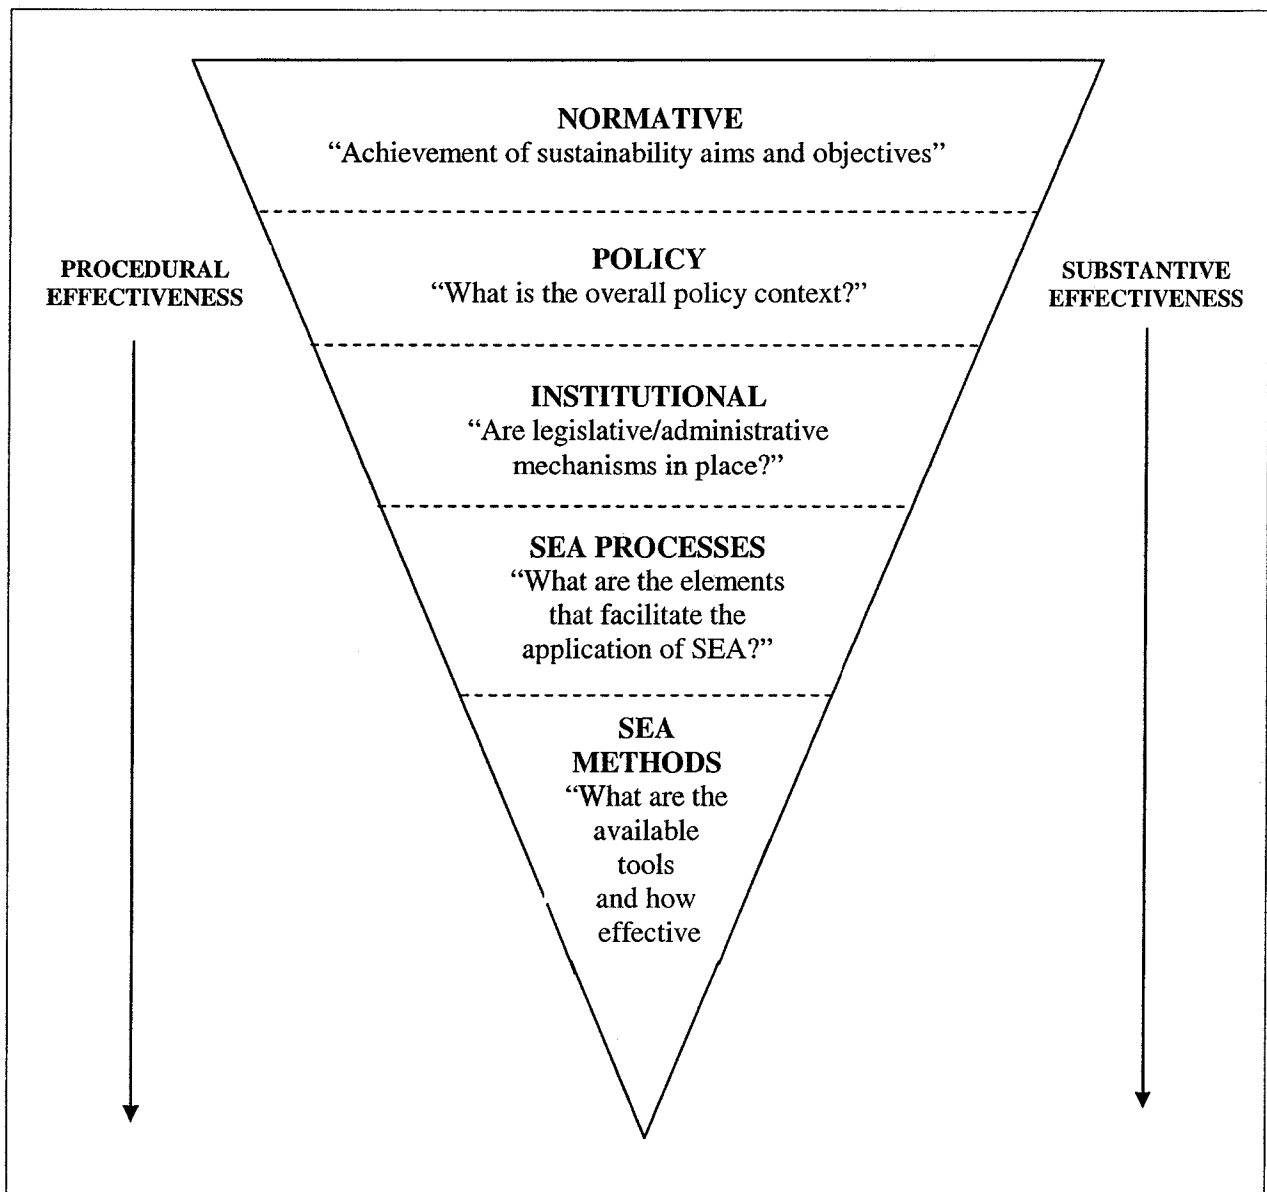 NORMATIVE
“Achievement of sustainability aims and objectives”
POLICY
“What is the overall policy context?”
PROCEDURAL
EFFECTIVENESS
SUBSTANTIVE
EFFECTIVENESS
INSTITUTIONAL
“Are legislative/administrative
mechanisms in place?”
SEA PROCESSES
“What are the elements
that facilitate the
application of SEA?”
SEA
METHODS
“What are the
available
tools
and how
effective